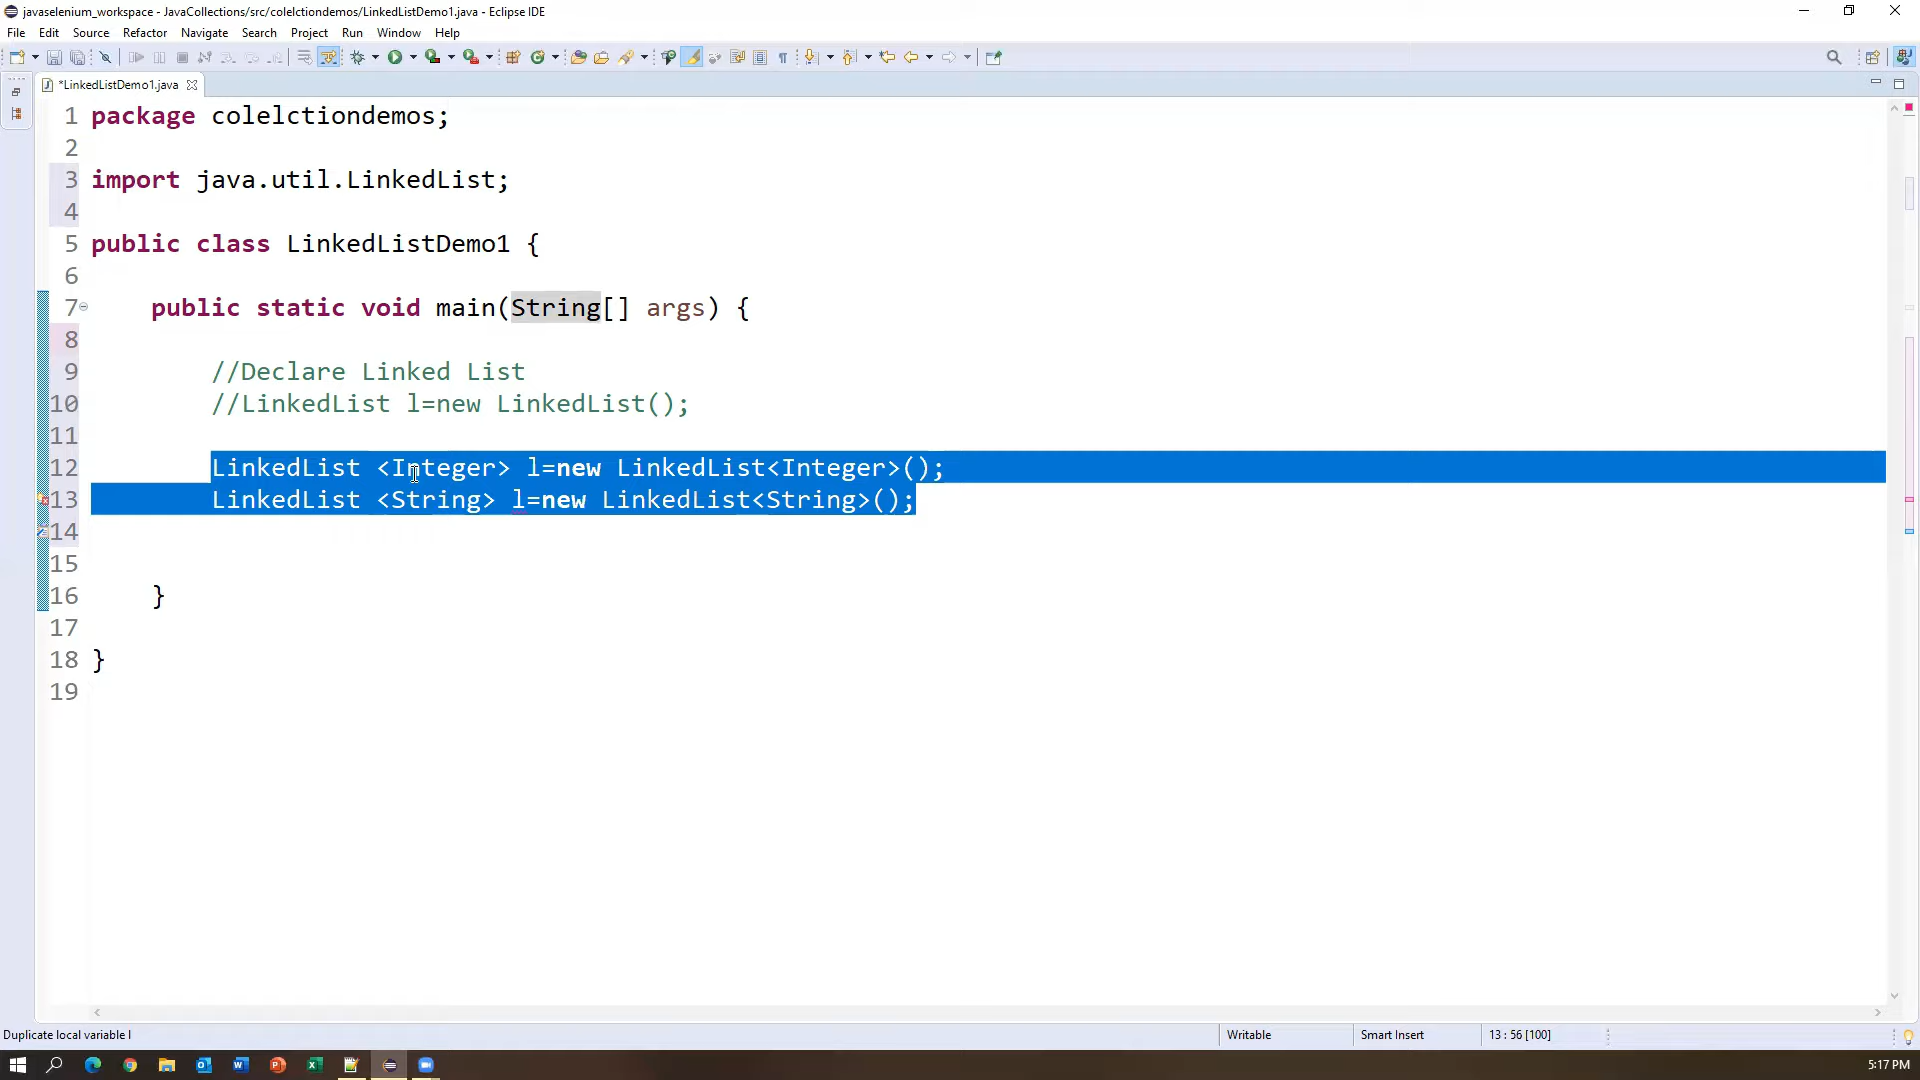 javaselenium_workspace - JavaCollections/src/colelctiondemos/LinkedListDemo1.java - Eclipse IDE
File Edit Source Refactor Navigate Search Project Run Window Help
*LinkedListDemo1.java
1 package colelctiondemos;
2
3 import java.util.LinkedList;
4
5 public class LinkedListDemo1 {
6
7 public static void main(String[] args) {
8
9 //Declare Linked List
10 //LinkedList l=new LinkedList();
11
12 LinkedList <Integer> l=new LinkedList<Integer>();
13 LinkedList <String> l=new LinkedList<String>();
14
15
16 }
17
18 }
19
Duplicate local variable l Writable Smart Insert 13 : 56 [100]
5:17 PM